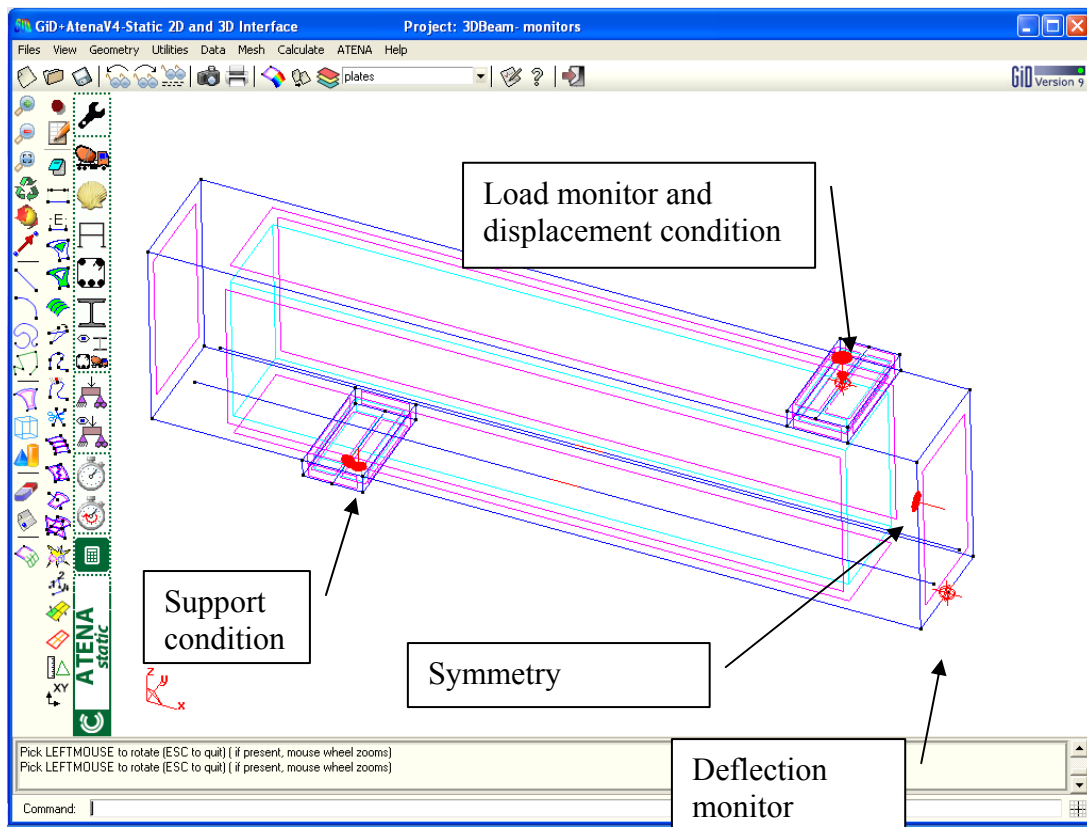 GiD+AtenaV4-Static 2D and 3D Interface Project: 3DBeam- monitors
Files View Geometry Utilities Data Mesh Calculate ATENA Help
plates
GiD Version 9
Load monitor and
displacement condition
Support
condition
Symmetry
Deflection
monitor
ATENA
static
z
y
x
E
XY
Pick LEFTMOUSE to rotate (ESC to quit) ( if present, mouse wheel zooms)
Pick LEFTMOUSE to rotate (ESC to quit) ( if present, mouse wheel zooms)
Command: